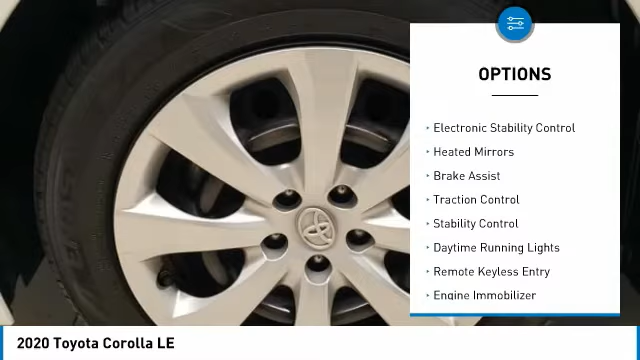 OPTIONS
Electronic Stability Control
Heated Mirrors
Brake Assist
Traction Control
Stability Control
Daytime Running Lights
Remote Keyless Entry
Engine Immobilizer
2020 Toyota Corolla LE